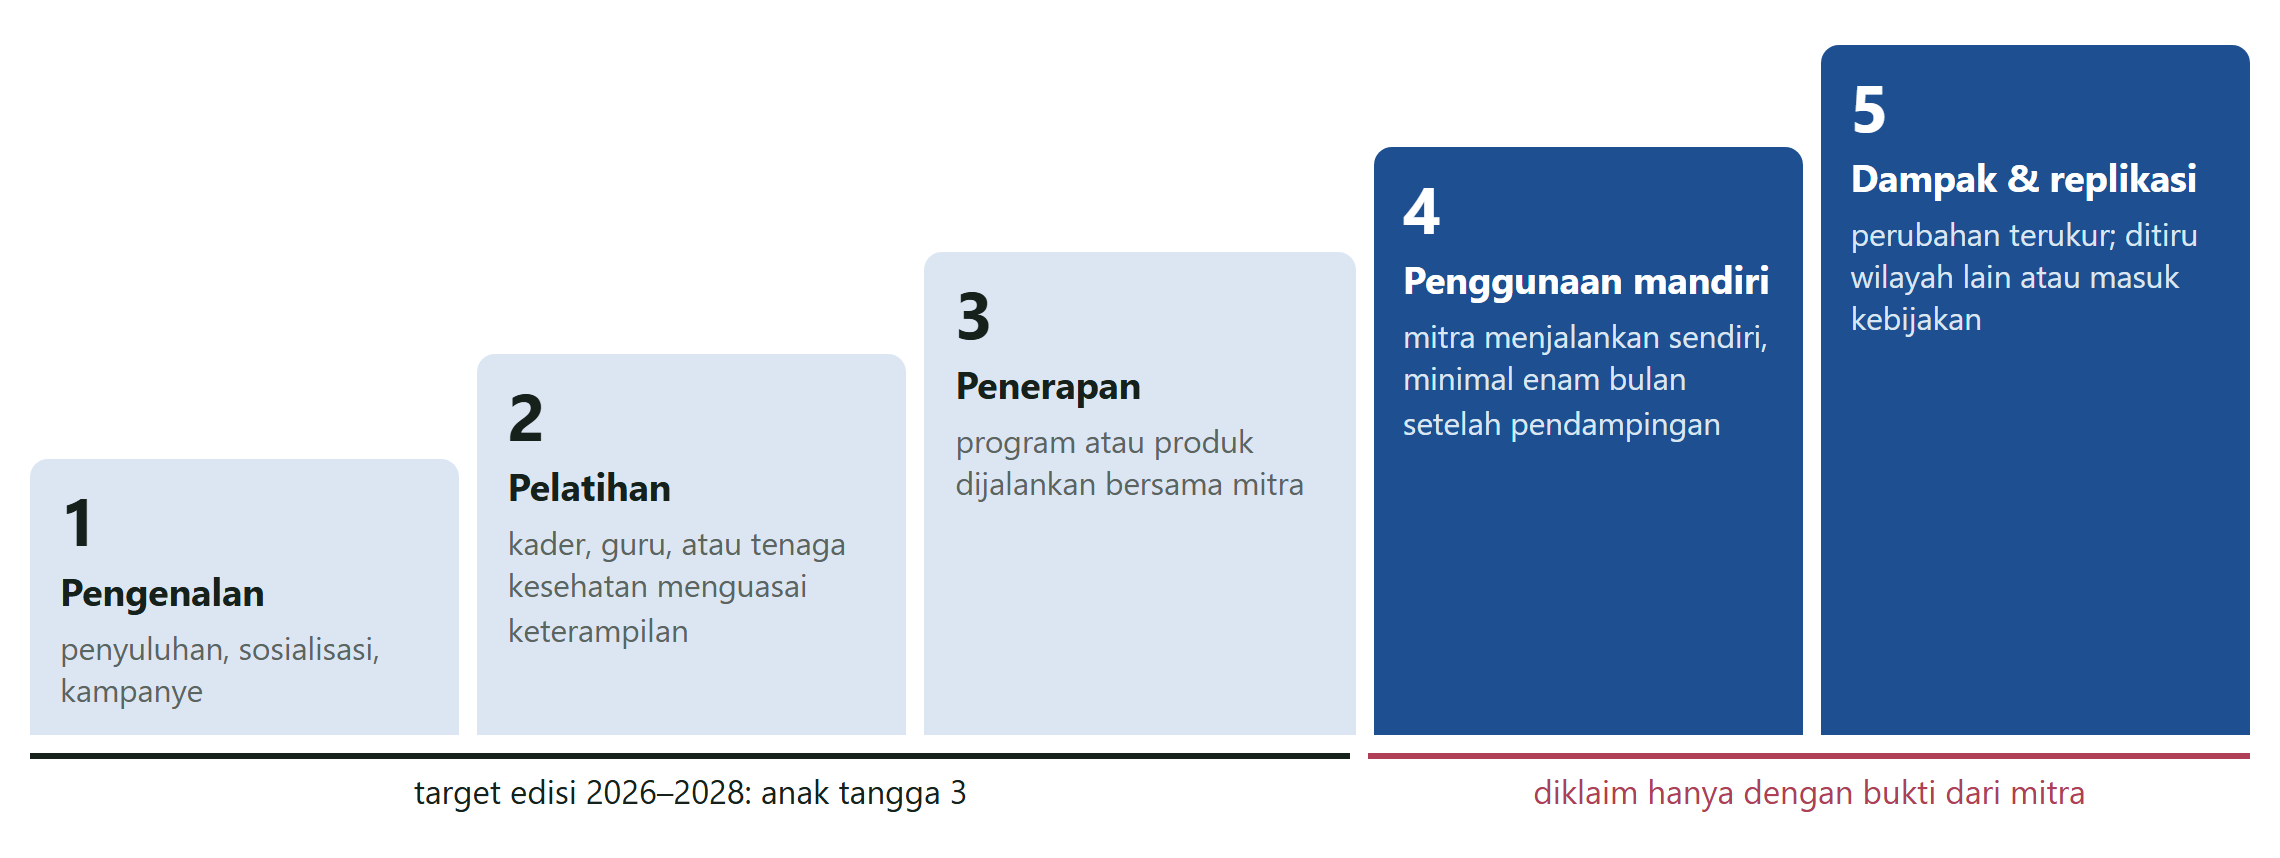 1
Pengenalan
penyuluhan, sosialisasi,
kampanye
2
Pelatihan
kader, guru, atau tenaga
kesehatan menguasai
keterampilan
3
Penerapan
program atau produk
dijalankan bersama mitra
4
Penggunaan mandiri
mitra menjalankan sendiri,
minimal enam bulan
setelah pendampingan
5
Dampak & replikasi
perubahan terukur; ditiru
wilayah lain atau masuk
kebijakan
target edisi 2026–2028: anak tangga 3
diklaim hanya dengan bukti dari mitra